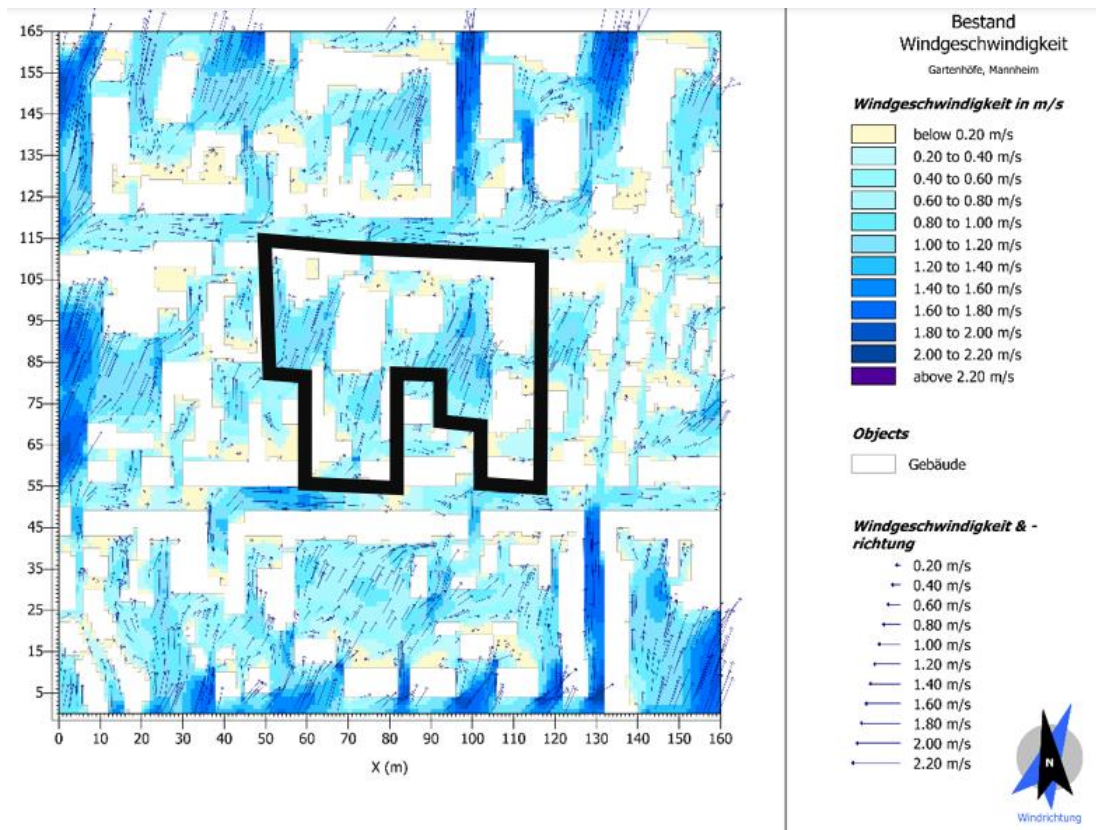 Bestand
Windgeschwindigkeit
Gartenhöfe, Mannheim
Windgeschwindigkeit in m/s
below 0.20 m/s
0.20 to 0.40 m/s
0.40 to 0.60 m/s
0.60 to 0.80 m/s
0.80 to 1.00 m/s
1.00 to 1.20 m/s
1.20 to 1.40 m/s
1.40 to 1.60 m/s
1.60 to 1.80 m/s
1.80 to 2.00 m/s
2.00 to 2.20 m/s
above 2.20 m/s
Objects
Gebäude
Windgeschwindigkeit & -
richtung
0.20 m/s
0.40 m/s
0.60 m/s
0.80 m/s
1.00 m/s
1.20 m/s
1.40 m/s
1.60 m/s
1.80 m/s
2.00 m/s
2.20 m/s
N
Windrichtung
165
155
145
135
125
115
105
95
85
75
65
55
45
35
25
15
5
0 10 20 30 40 50 60 70 80 90 100 110 120 130 140 150 160
X (m)